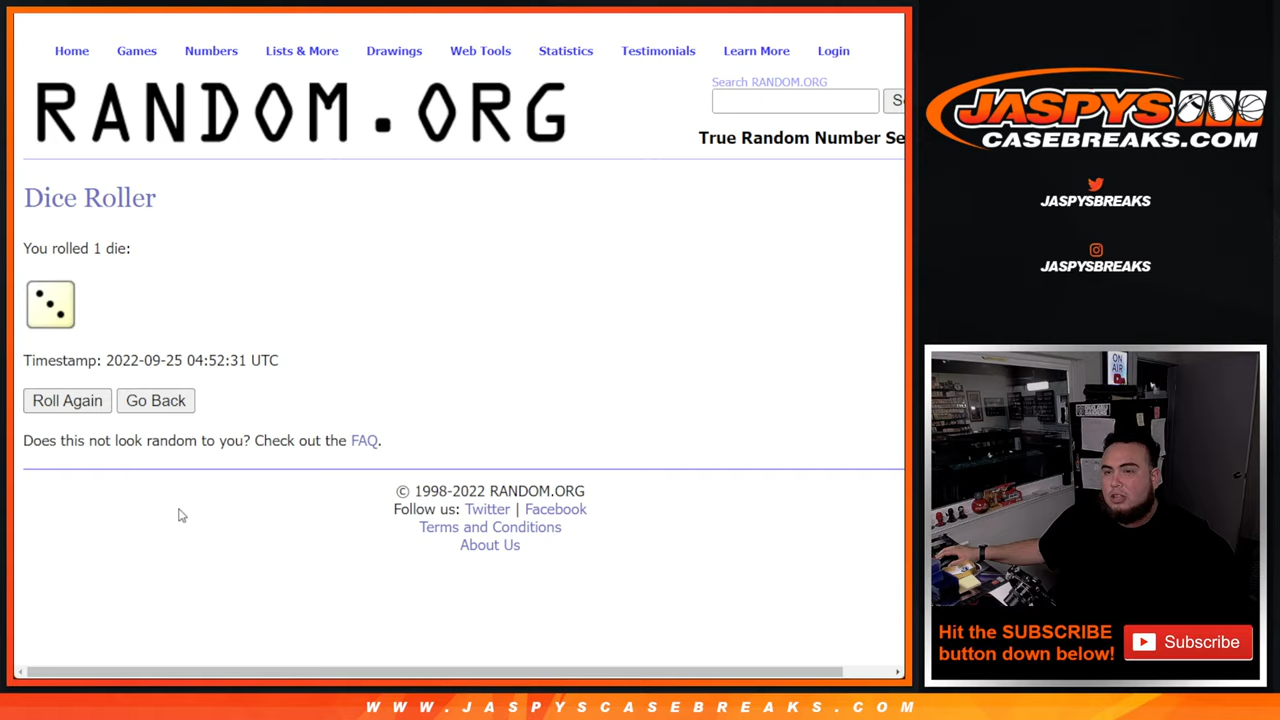 Home Games Numbers Lists & More Drawings Web Tools Statistics Testimonials Learn More Login
Search RANDOM.ORG
RANDOM.ORG
True Random Number Se
Dice Roller
You rolled 1 die:
Timestamp: 2022-09-25 04:52:31 UTC
Roll Again Go Back
Does this not look random to you? Check out the FAQ.
© 1998-2022 RANDOM.ORG
Follow us: Twitter | Facebook
Terms and Conditions
About Us
JASPYS
CASEBREAKS.COM
JASPYSBREAKS
JASPYSBREAKS
ON
AIR
Hit the SUBSCRIBE
button down below!
Subscribe
WWW.JASPYSCASEBREAKS.COM